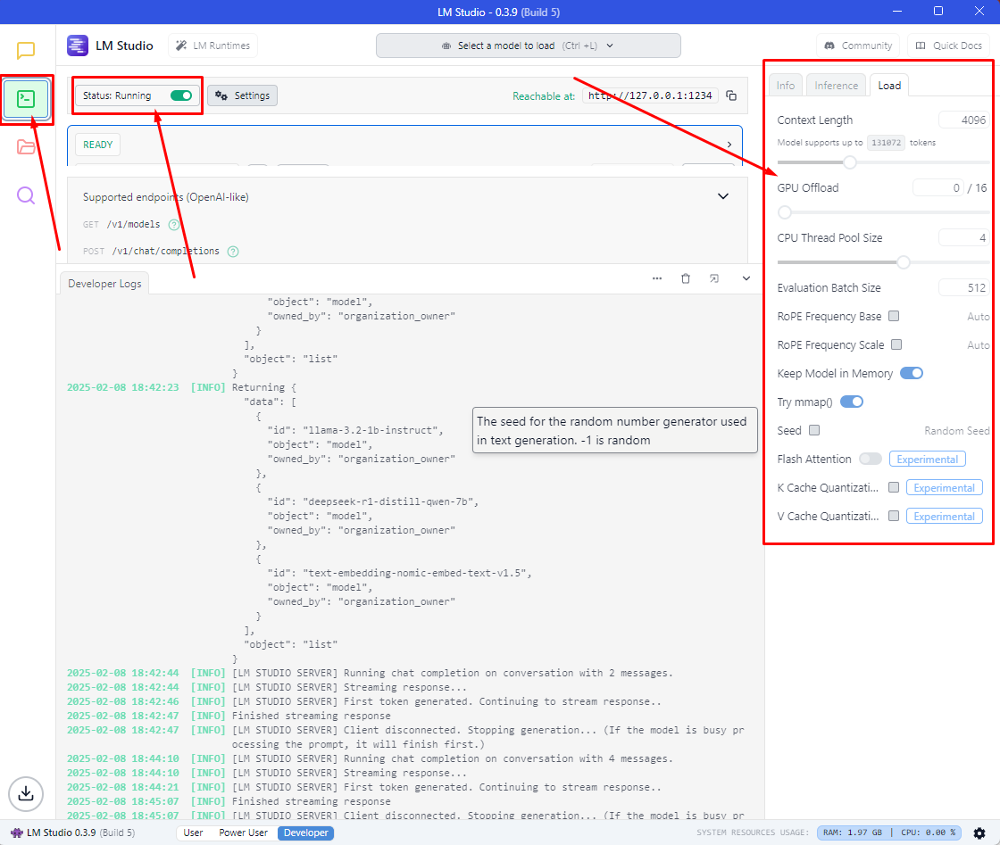 LM Studio - 0.3.9 (Build 5)
LM Studio
LM Runtimes
Select a model to load (Ctrl +L)
Community
Quick Docs
Status: Running
Settings
Reachable at:
http://127.0.0.1:1234
READY
Supported endpoints (OpenAI-like)
GET /v1/models ?
POST /v1/chat/completions ?
Developer Logs
"object": "model",
"owned_by": "organization_owner"
}
],
"object": "list"
}
2025-02-08 18:42:23 [INFO] Returning {
"data": [
{
"id": "llama-3.2-1b-instruct",
"object": "model",
"owned_by": "organization_owner"
},
{
"id": "deepseek-r1-distill-qwen-7b",
"object": "model",
"owned_by": "organization_owner"
},
{
"id": "text-embedding-nomic-embed-text-v1.5",
"object": "model",
"owned_by": "organization_owner"
}
],
"object": "list"
}
2025-02-08 18:42:44 [INFO] [LM STUDIO SERVER] Running chat completion on conversation with 2 messages.
2025-02-08 18:42:44 [INFO] [LM STUDIO SERVER] Streaming response...
2025-02-08 18:42:46 [INFO] [LM STUDIO SERVER] First token generated. Continuing to stream response..
2025-02-08 18:42:47 [INFO] Finished streaming response
2025-02-08 18:42:47 [INFO] [LM STUDIO SERVER] Client disconnected. Stopping generation... (If the model is busy pr
ocessing the prompt, it will finish first.)
2025-02-08 18:44:10 [INFO] [LM STUDIO SERVER] Running chat completion on conversation with 4 messages.
2025-02-08 18:44:10 [INFO] [LM STUDIO SERVER] Streaming response...
2025-02-08 18:44:21 [INFO] [LM STUDIO SERVER] First token generated. Continuing to stream response..
2025-02-08 18:45:07 [INFO] Finished streaming response
2025-02-08 18:45:07 [INFO] [LM STUDIO SERVER] Client disconnected. Stopping generation... (If the model is busy pr
The seed for the random number generator used
in text generation. -1 is random
Info
Inference
Load
Context Length 4096
Model supports up to 131072 tokens
GPU Offload 0 / 16
CPU Thread Pool Size 4
Evaluation Batch Size 512
RoPE Frequency Base Auto
RoPE Frequency Scale Auto
Keep Model in Memory
Try mmap()
Seed Random Seed
Flash Attention Experimental
K Cache Quantizati... Experimental
V Cache Quantizati... Experimental
LM Studio 0.3.9 (Build 5)
User
Power User
Developer
SYSTEM RESOURCES USAGE:
RAM: 1.97 GB | CPU: 0.00 %